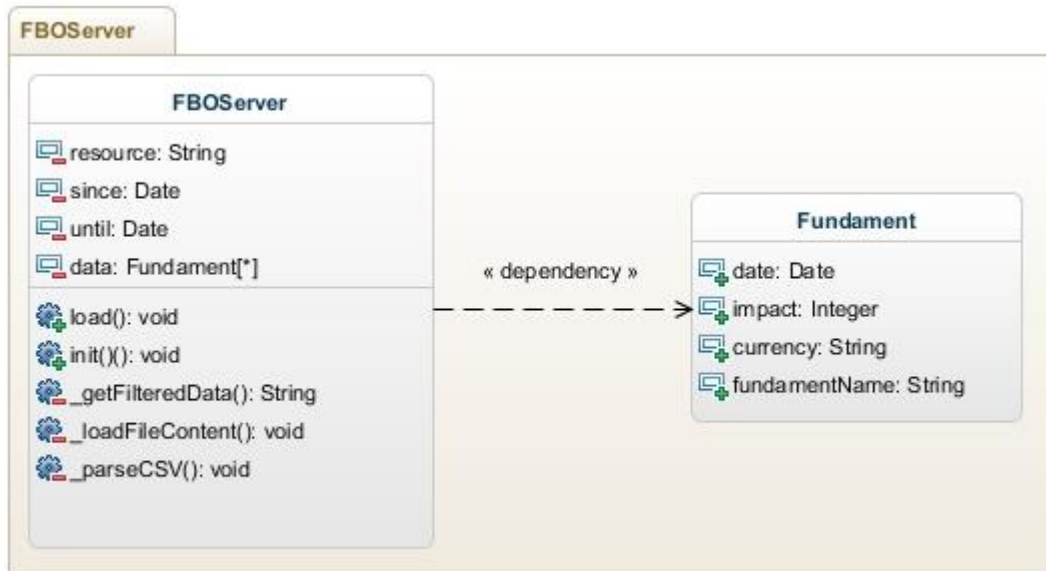 FBOServer
FBOServer
resource: String
since: Date
until: Date
data: Fundament[*]
load(): void
init()(): void
_getFilteredData(): String
_loadFileContent(): void
_parseCSV(): void
« dependency »
Fundament
date: Date
impact: Integer
currency: String
fundamentName: String